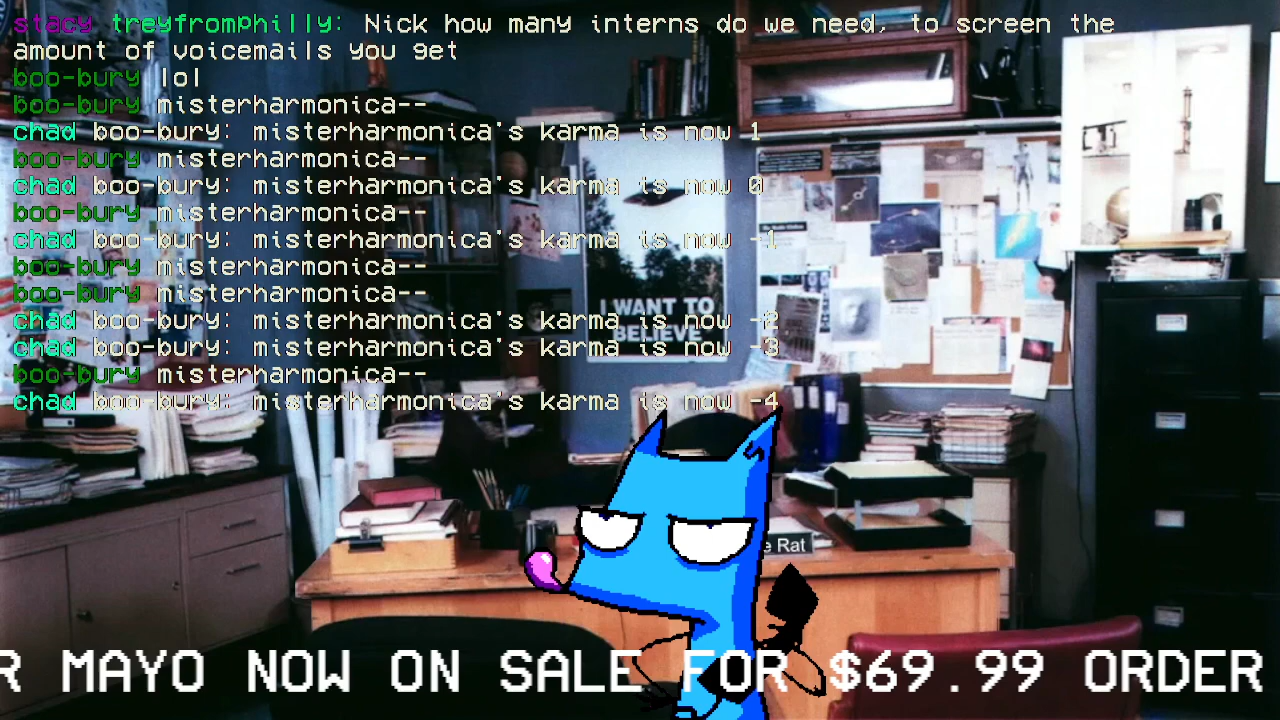 stacy treyfromphilly: Nick how many interns do we need, to screen the
amount of voicemails you get
boo-bury lol
boo-bury misterharmonica--
chad boo-bury: misterharmonica's karma is now 1
boo-bury misterharmonica--
chad boo-bury: misterharmonica's karma is now 0
boo-bury misterharmonica--
chad boo-bury: misterharmonica's karma is now -1
boo-bury misterharmonica--
boo-bury misterharmonica--
chad boo-bury: misterharmonica's karma is now -2
chad boo-bury: misterharmonica's karma is now -3
boo-bury misterharmonica--
chad boo-bury: misterharmonica's karma is now -4
I WANT TO
BELIEVE
e Rat
R MAYO NOW ON SALE FOR $69.99 ORDER